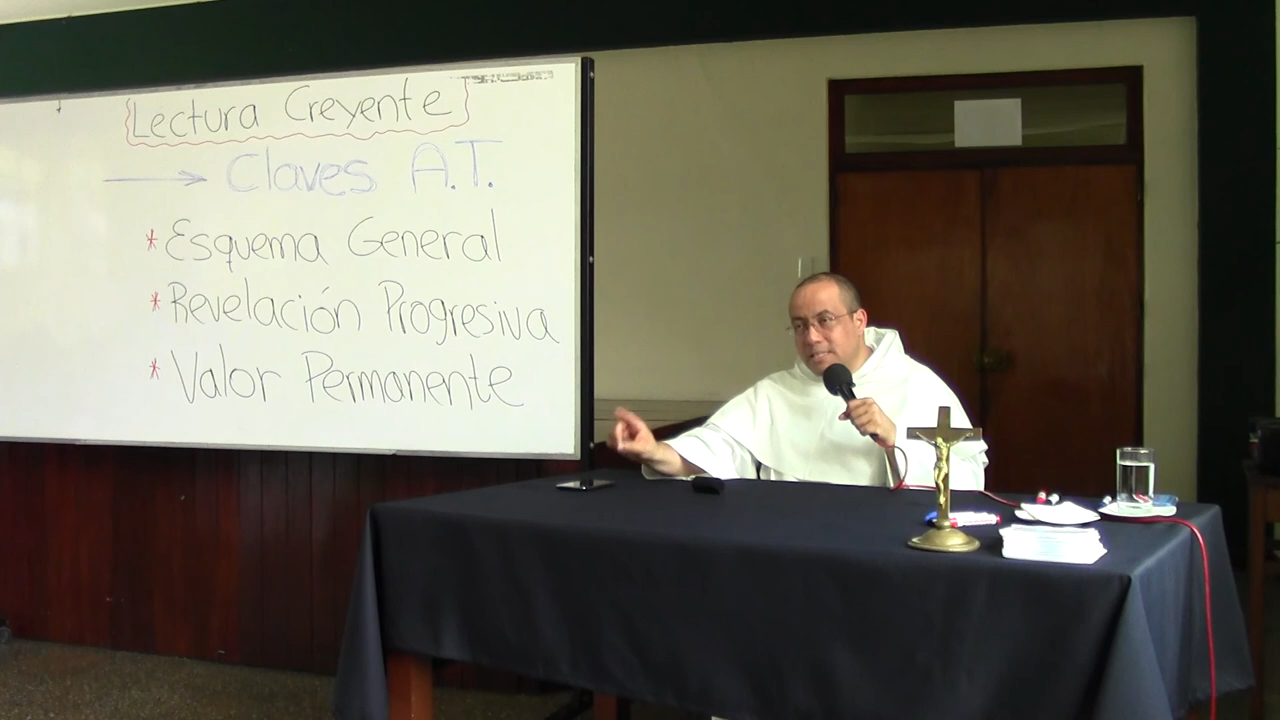 Lectura Creyente
→ Claves A.T.
* Esquema General
* Revelación Progresiva
* Valor Permanente